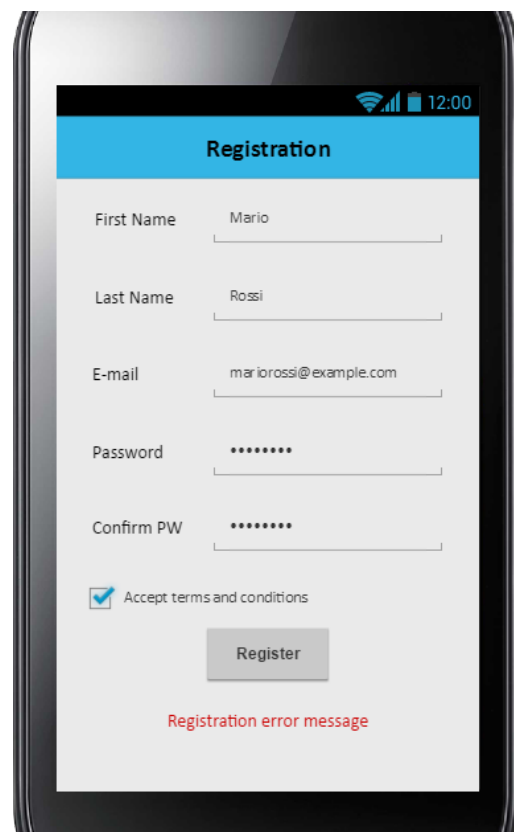 12:00
Registration
First Name Mario
Last Name Rossi
E-mail mariorossi@example.com
Password ••••••••
Confirm PW ••••••••
Accept terms and conditions
Register
Registration error message